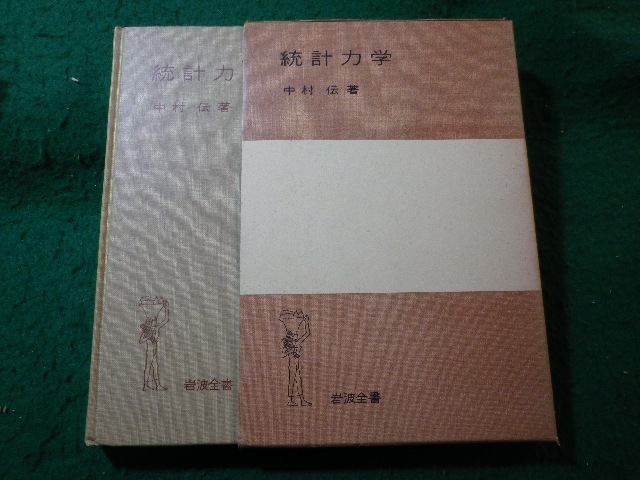 統計力
中村 伝著
岩波全書
統計力学
中村 伝著
岩波全書